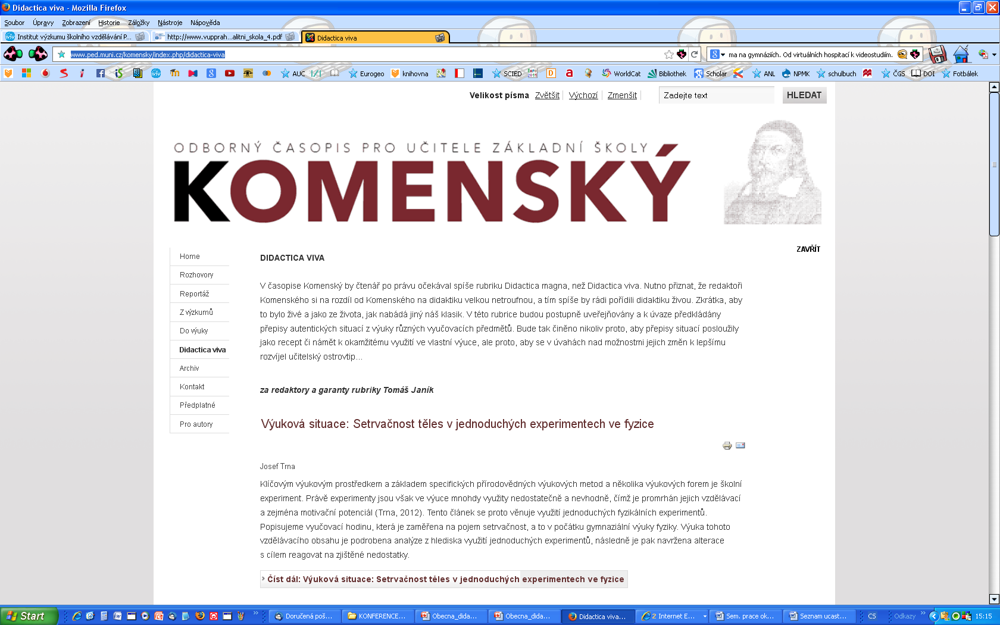 Didactica viva - Mozilla Firefox
Soubor Úpravy Zobrazení Historie Záložky Nástroje Nápověda
Institut výzkumu školního vzdělávání P... http://www.vupprah...alitni_skola_4.pdf Didactica viva
www.ped.muni.cz/komensky/index.php/didactica-viva ma na gymnáziích. Od virtuálních hospitací k videostudiím.
AUC Eurogeo knihovna SCIED WorldCat Bibliothek Scholar ANL NPMK schulbuch ČGS DOI Fotbálek
Velikost písma Zvětšit Výchozí Zmenšit Zadejte text HLEDAT
ODBORNÝ ČASOPIS PRO UČITELE ZÁKLADNÍ ŠKOLY
KOMENSKÝ
ZAVŘÍT
Home
Rozhovory
Reportáž
Z výzkumů
Do výuky
Didactica viva
Archiv
Kontakt
Předplatné
Pro autory
DIDACTICA VIVA
V časopise Komenský by čtenář po právu očekával spíše rubriku Didactica magna, než Didactica viva. Nutno přiznat, že redaktoři
Komenského si na rozdíl od Komenského na didaktiku velkou netroufnou, a tím spíše by rádi pořídili didaktiku živou. Zkrátka, aby
to bylo živé a jako ze života, jak nabádá jiný náš klasik. V této rubrice budou postupně uveřejňovány a k úvaze předkládány
přepisy autentických situací z výuky různých vyučovacích předmětů. Bude tak činěno nikoliv proto, aby přepisy situací posloužily
jako recept či námět k okamžitému využití ve vlastní výuce, ale proto, aby se v úvahách nad možnostmi jejich změn k lepšímu
rozvíjel učitelský ostrovtip...
za redaktory a garanty rubriky Tomáš Janík
Výuková situace: Setrvačnost těles v jednoduchých experimentech ve fyzice
Josef Trna
Klíčovým výukovým prostředkem a základem specifických přírodovědných výukových metod a několika výukových forem je školní
experiment. Právě experimenty jsou však ve výuce mnohdy využity nedostatečně a nevhodně, čímž je promrhán jejich vzdělávací
a zejména motivační potenciál (Trna, 2012). Tento článek se proto věnuje využití jednoduchých fyzikálních experimentů.
Popisujeme vyučovací hodinu, která je zaměřena na pojem setrvačnost, a to v počátku gymnaziální výuky fyziky. Výuka tohoto
vzdělávacího obsahu je podrobena analýze z hlediska využití jednoduchých experimentů, následně je pak navržena alterace
s cílem reagovat na zjištěné nedostatky.
Číst dál: Výuková situace: Setrvačnost těles v jednoduchých experimentech ve fyzice
Start Doručená poš... KONFERENCE... Obecna_dida... Obecna_dida... Didactica viva... 2 Internet E... Sem. prace ok... Seznam ucast... CS Odkazy 15:15